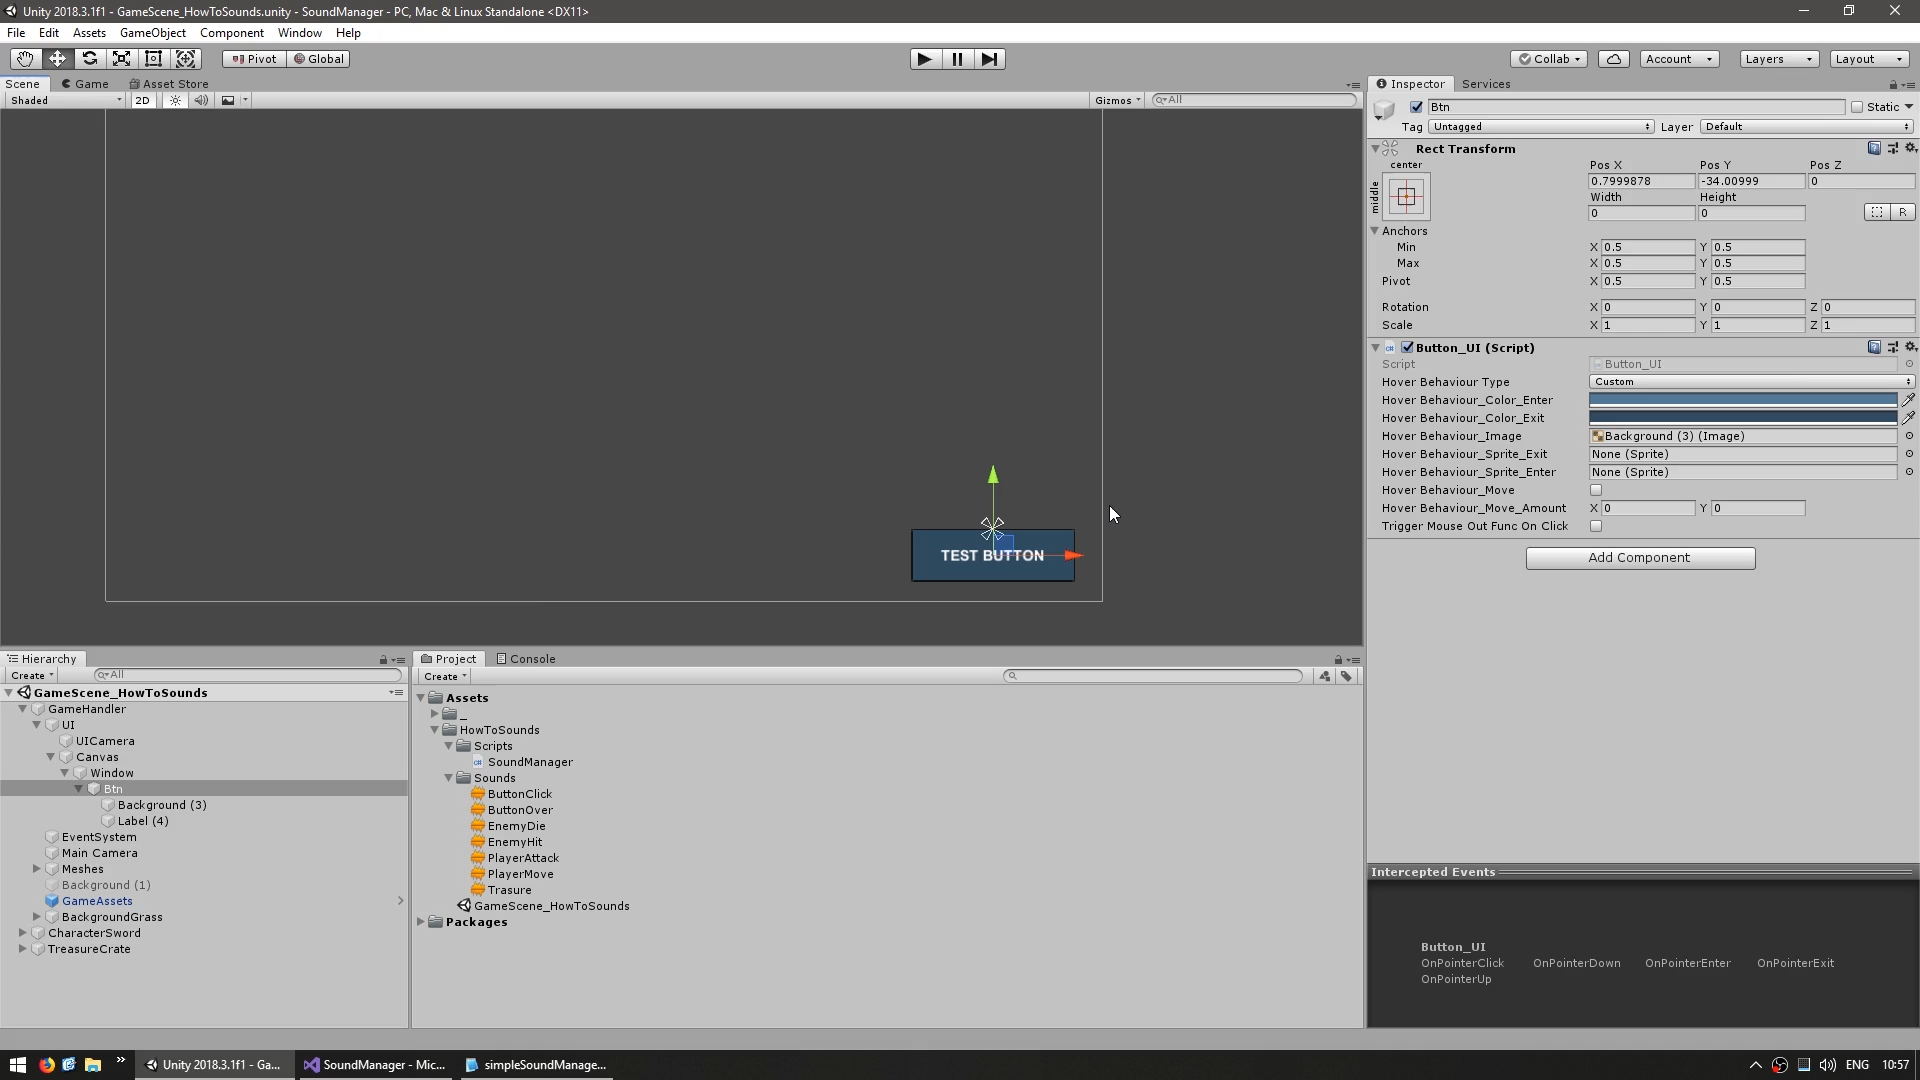 Unity 2018.3.1f1 - GameScene_HowToSounds.unity - SoundManager - PC, Mac & Linux Standalone <DX11>
File Edit Assets GameObject Component Window Help
Pivot Global Collab Account Layers Layout
Scene Game Asset Store
Shaded 2D Gizmos All
Inspector Services
Btn Static
Tag Untagged Layer Default
Rect Transform
center
middle
Pos X Pos Y Pos Z
0.7999878 -34.00999 0
Width Height
0 0 R
Anchors
Min X 0.5 Y 0.5
Max X 0.5 Y 0.5
Pivot X 0.5 Y 0.5
Rotation X 0 Y 0 Z 0
Scale X 1 Y 1 Z 1
Button_UI (Script)
Script Button_UI
Hover Behaviour Type Custom
Hover Behaviour_Color_Enter
Hover Behaviour_Color_Exit
Hover Behaviour_Image Background (3) (Image)
Hover Behaviour_Sprite_Exit None (Sprite)
Hover Behaviour_Sprite_Enter None (Sprite)
Hover Behaviour_Move
Hover Behaviour_Move_Amount X 0 Y 0
Trigger Mouse Out Func On Click
Add Component
TEST BUTTON
Hierarchy
Create All
GameScene_HowToSounds
GameHandler
UI
UICamera
Canvas
Window
Btn
Background (3)
Label (4)
EventSystem
Main Camera
Meshes
Background (1)
GameAssets
BackgroundGrass
CharacterSword
TreasureCrate
Project Console
Create
Assets
_
HowToSounds
Scripts
SoundManager
Sounds
ButtonClick
ButtonOver
EnemyDie
EnemyHit
PlayerAttack
PlayerMove
Trasure
GameScene_HowToSounds
Packages
Intercepted Events
Button_UI
OnPointerClick OnPointerDown OnPointerEnter OnPointerExit
OnPointerUp
Unity 2018.3.1f1 - Ga... SoundManager - Mic... simpleSoundManage... ENG 10:57